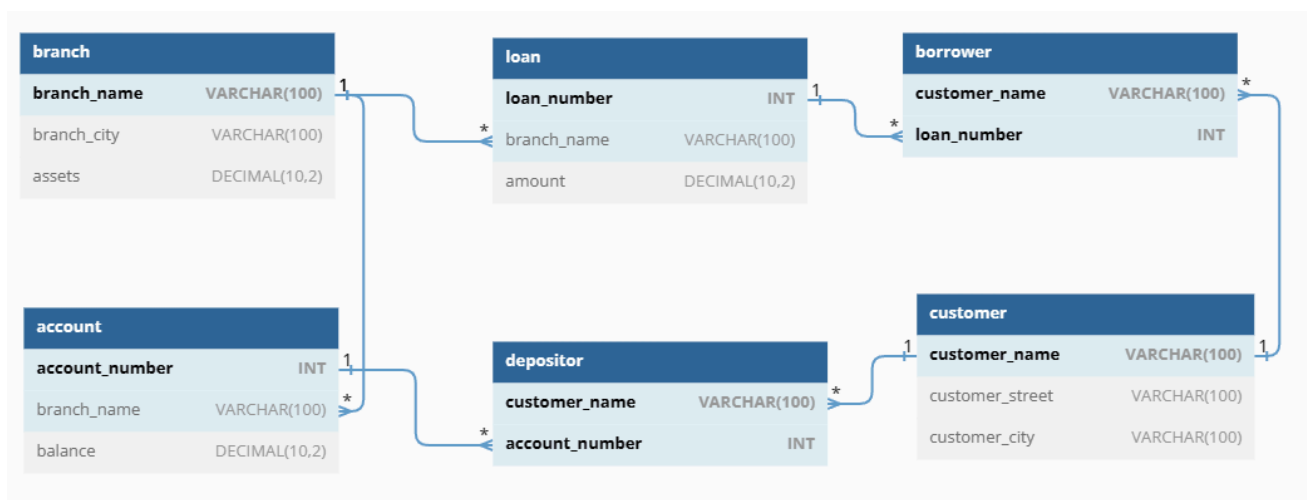 branch
branch_name VARCHAR(100)
branch_city VARCHAR(100)
assets DECIMAL(10,2)
1
*
loan
loan_number INT
branch_name VARCHAR(100)
amount DECIMAL(10,2)
1
*
borrower
customer_name VARCHAR(100)
loan_number INT
*
account
account_number INT
branch_name VARCHAR(100)
balance DECIMAL(10,2)
1
*
*
depositor
customer_name VARCHAR(100)
account_number INT
*
1
customer
customer_name VARCHAR(100)
customer_street VARCHAR(100)
customer_city VARCHAR(100)
1